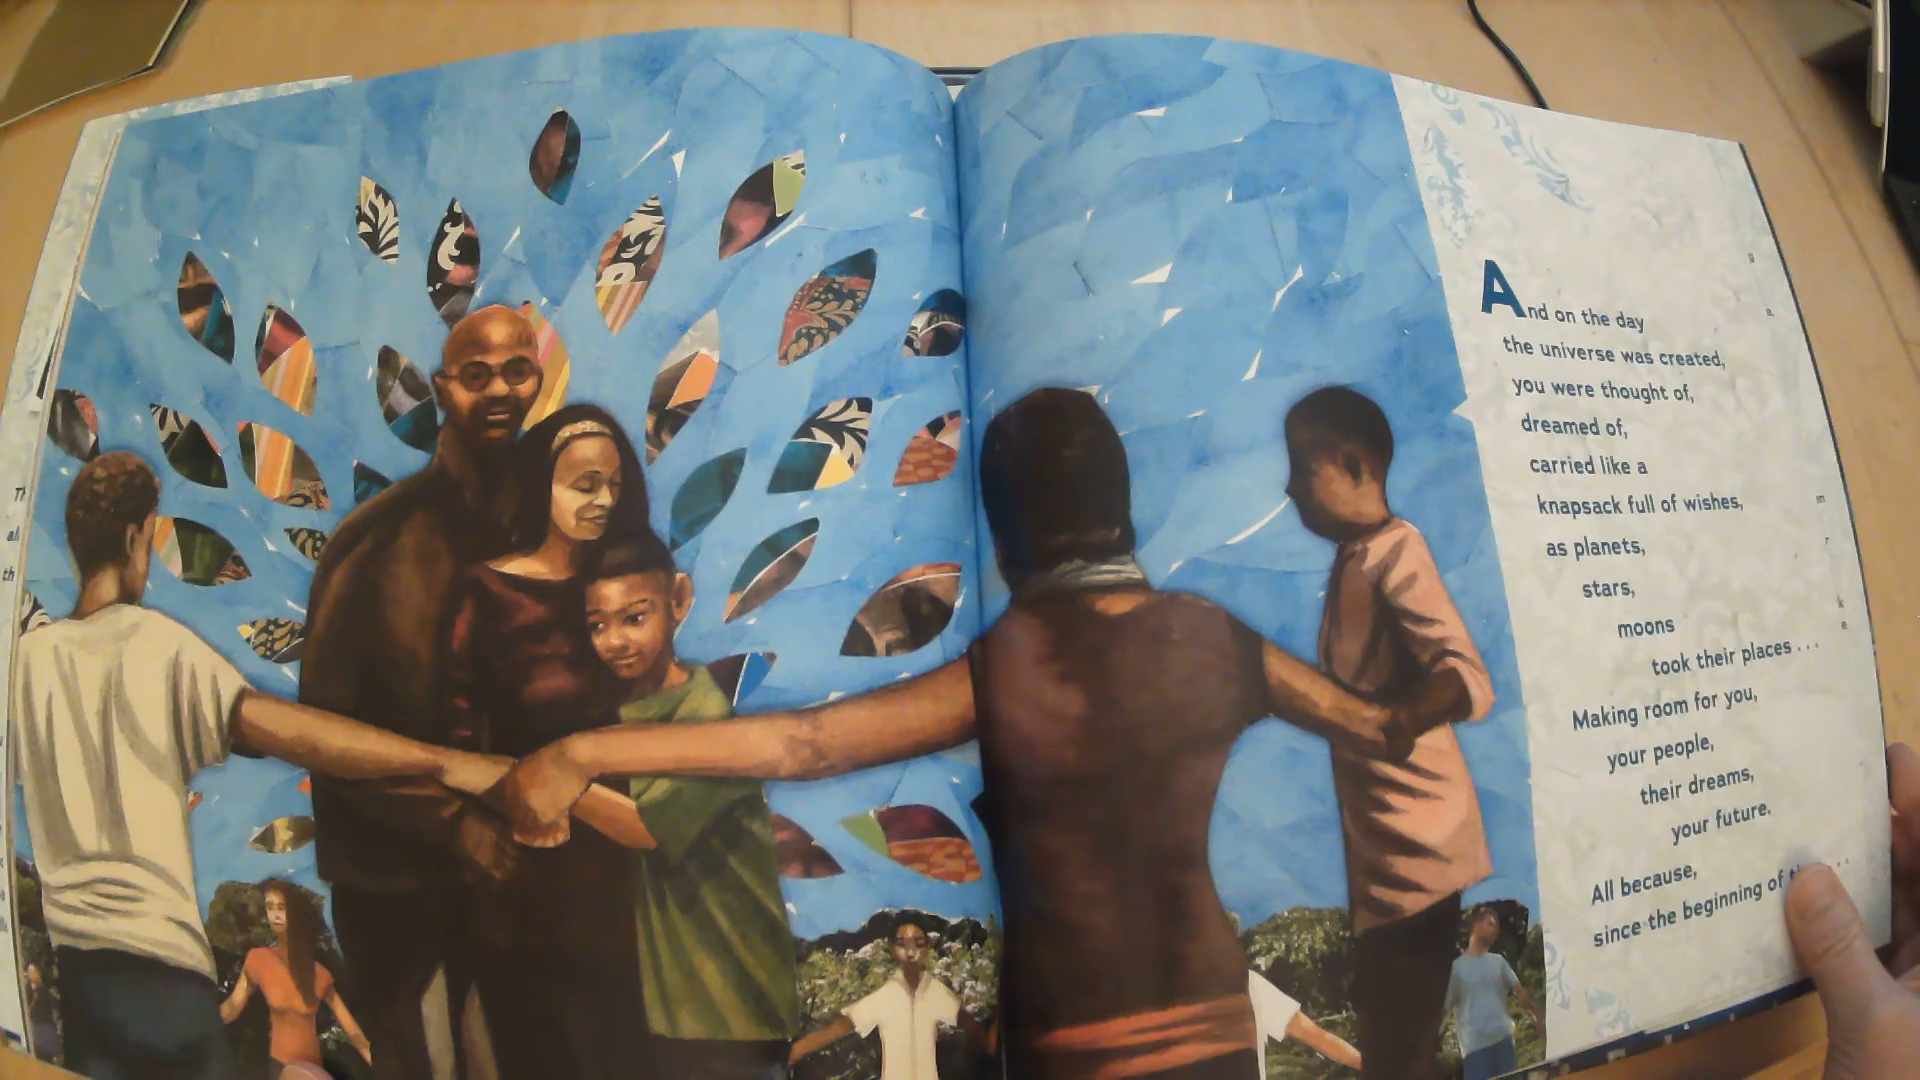 And on the day
the universe was created,
you were thought of,
dreamed of,
carried like a
knapsack full of wishes,
as planets,
stars,
moons
took their places . . .
Making room for you,
your people,
their dreams,
your future.
All because,
since the beginning of